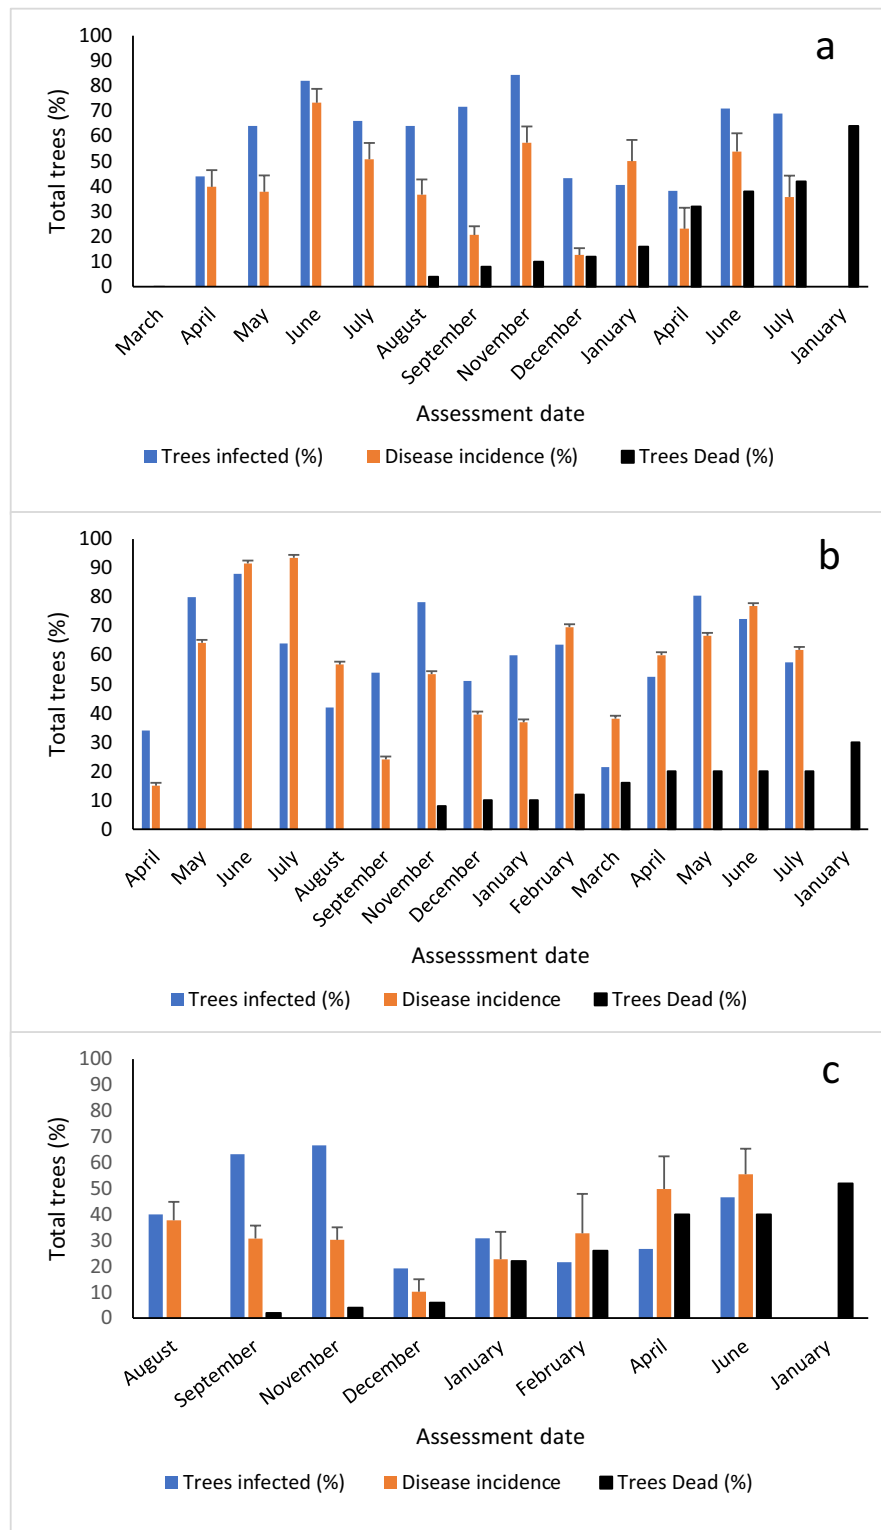 a
Total trees (%)
100
90
80
70
60
50
40
30
20
10
0
March April May June July August September November December January April June July January
Assessment date
Trees infected (%) Disease incidence (%) Trees Dead (%)
b
Total trees (%)
100
90
80
70
60
50
40
30
20
10
0
April May June July August September November December January February March April May June July January
Assesssment date
Trees infected (%) Disease incidence Trees Dead (%)
c
Total trees (%)
100
90
80
70
60
50
40
30
20
10
0
August September November December January February April June January
Assessment date
Trees infected (%) Disease incidence Trees Dead (%)